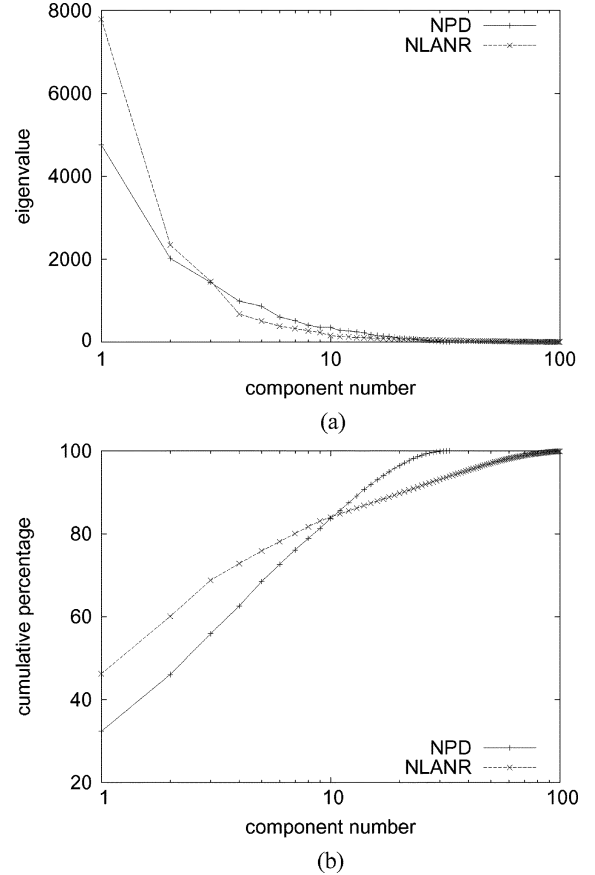 8000
6000
4000
2000
0
eigenvalue
NPD
NLANR
1
10
100
component number
(a)
100
80
60
40
20
cumulative percentage
NPD
NLANR
1
10
100
component number
(b)